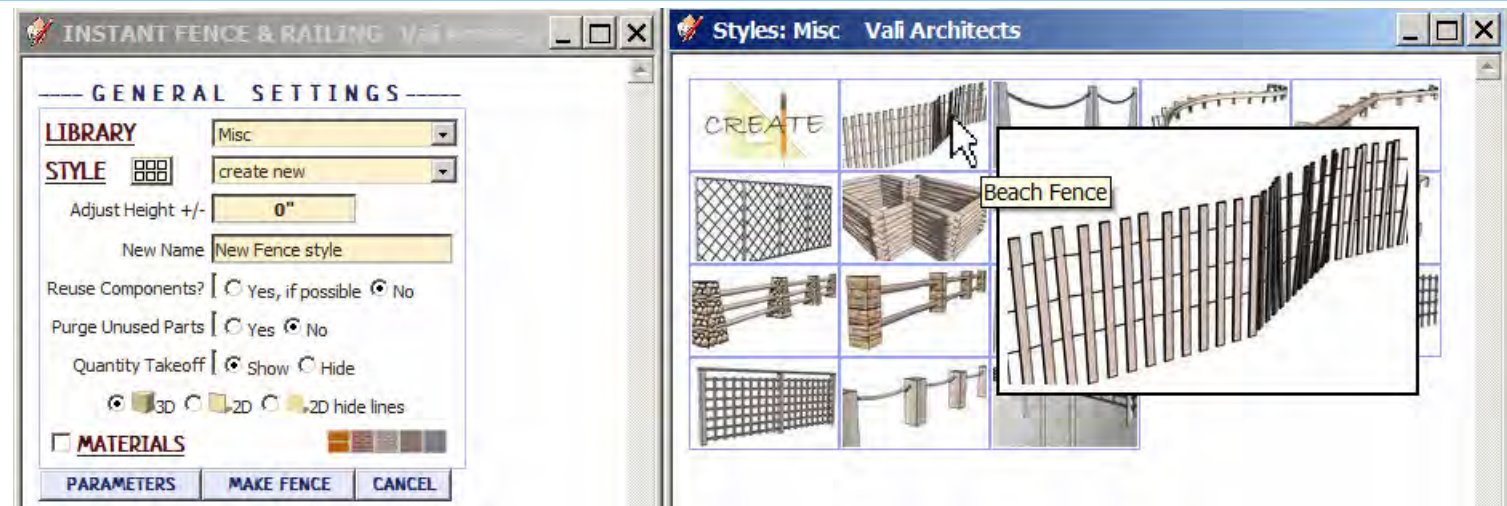 INSTANT FENCE & RAILING Vali
---- GENERAL SETTINGS-----
LIBRARY Misc
STYLE create new
Adjust Height +/- 0"
New Name New Fence style
Reuse Components? Yes, if possible No
Purge Unused Parts Yes No
Quantity Takeoff Show Hide
3D 2D 2D hide lines
MATERIALS
PARAMETERS MAKE FENCE CANCEL
Styles: Misc Vali Architects
CREATE
Beach Fence